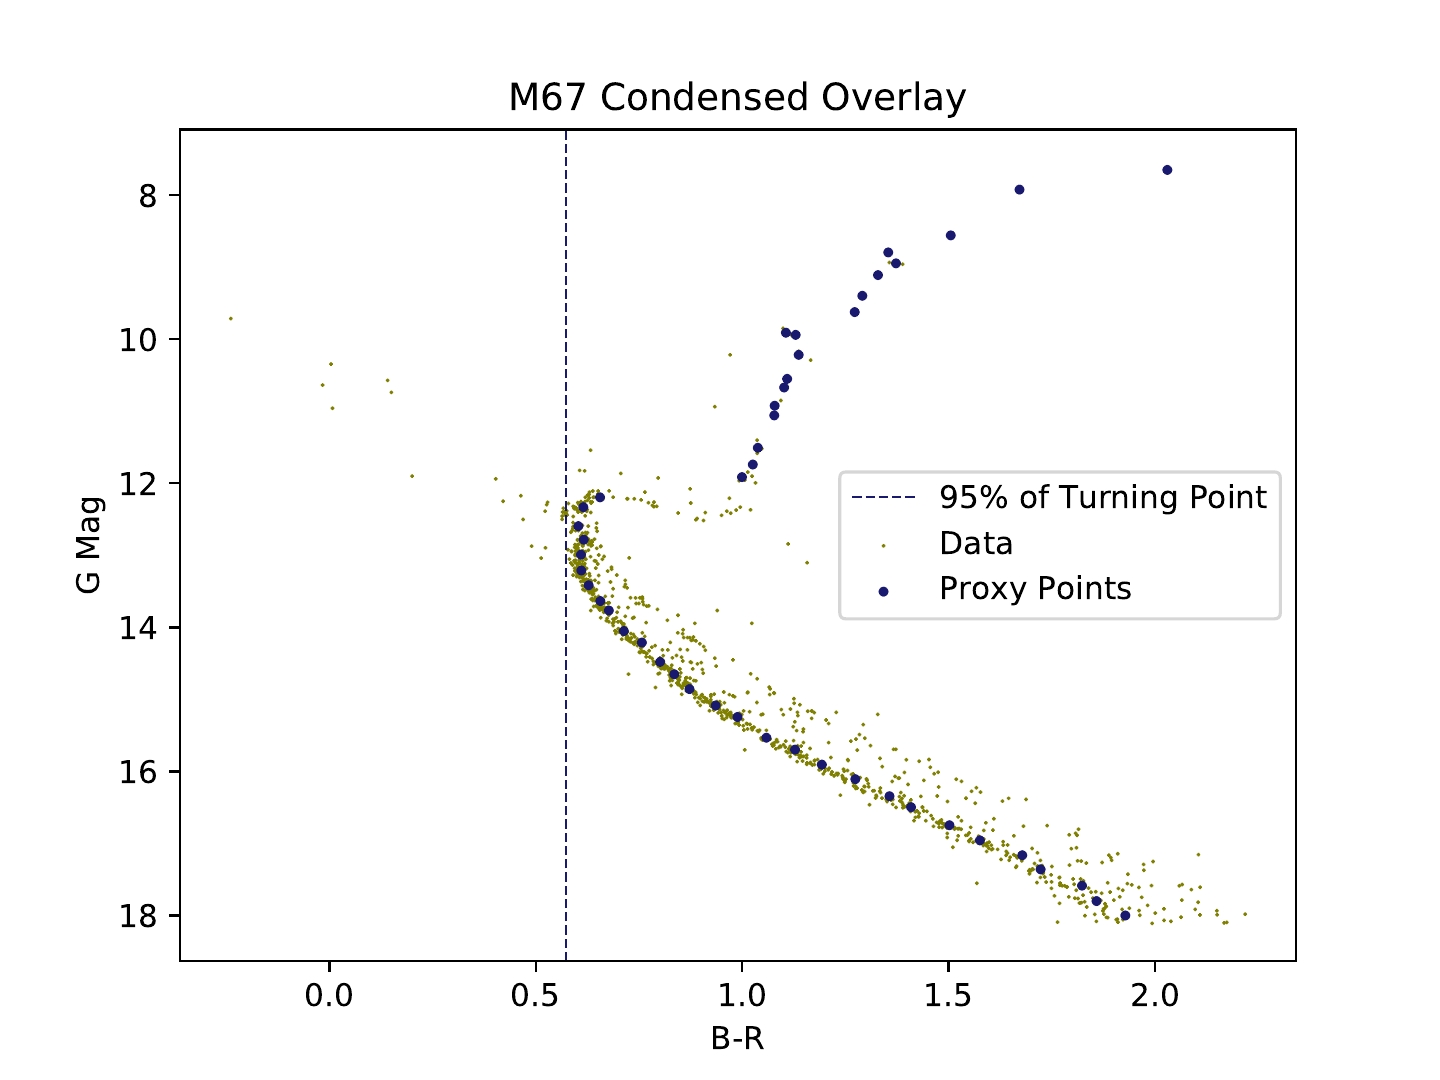 M67 Condensed Overlay
8
10
12
14
16
18
G Mag
95% of Turning Point
Data
Proxy Points
0.0 0.5 1.0 1.5 2.0
B-R